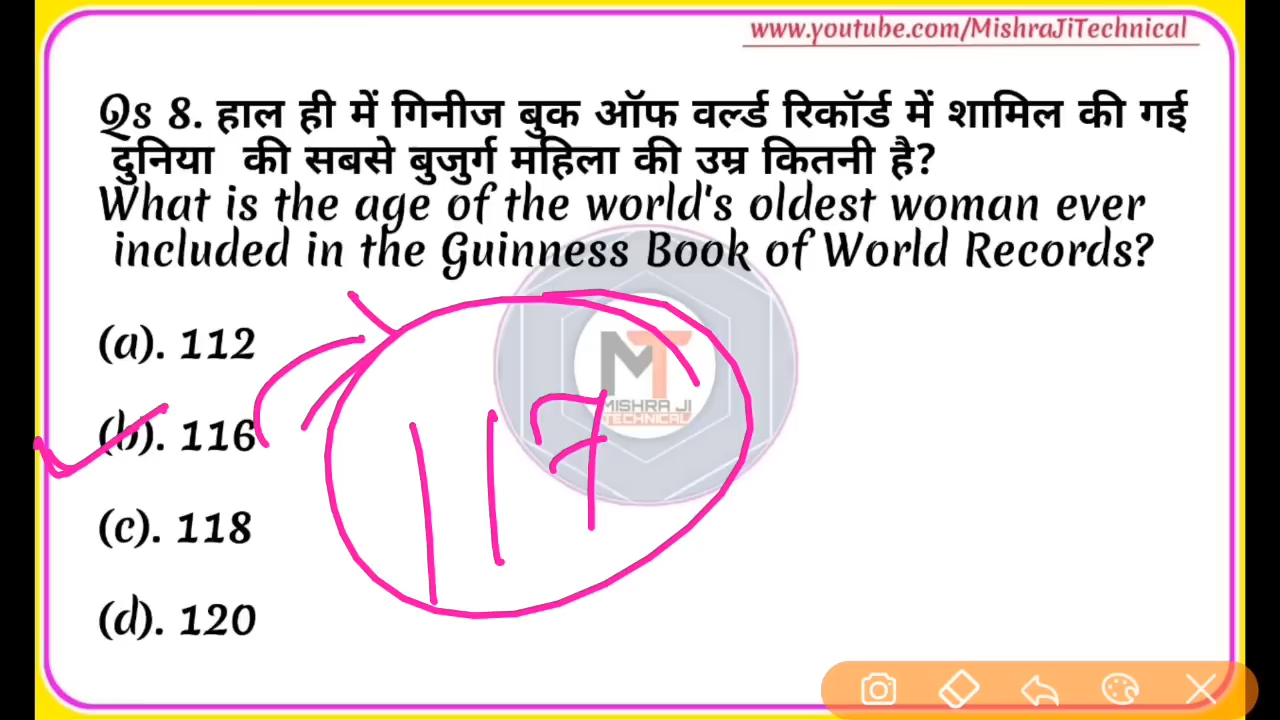 www.youtube.com/MishraJiTechnical
Qs 8. हाल ही में गिनीज बुक ऑफ वर्ल्ड रिकॉर्ड में शामिल की गई
दुनिया की सबसे बुजुर्ग महिला की उम्र कितनी है?
What is the age of the world's oldest woman ever
included in the Guinness Book of World Records?
(a). 112
(b). 116
(c). 118
(d). 120
117
MT
MISHRA JI
TECHNICAL